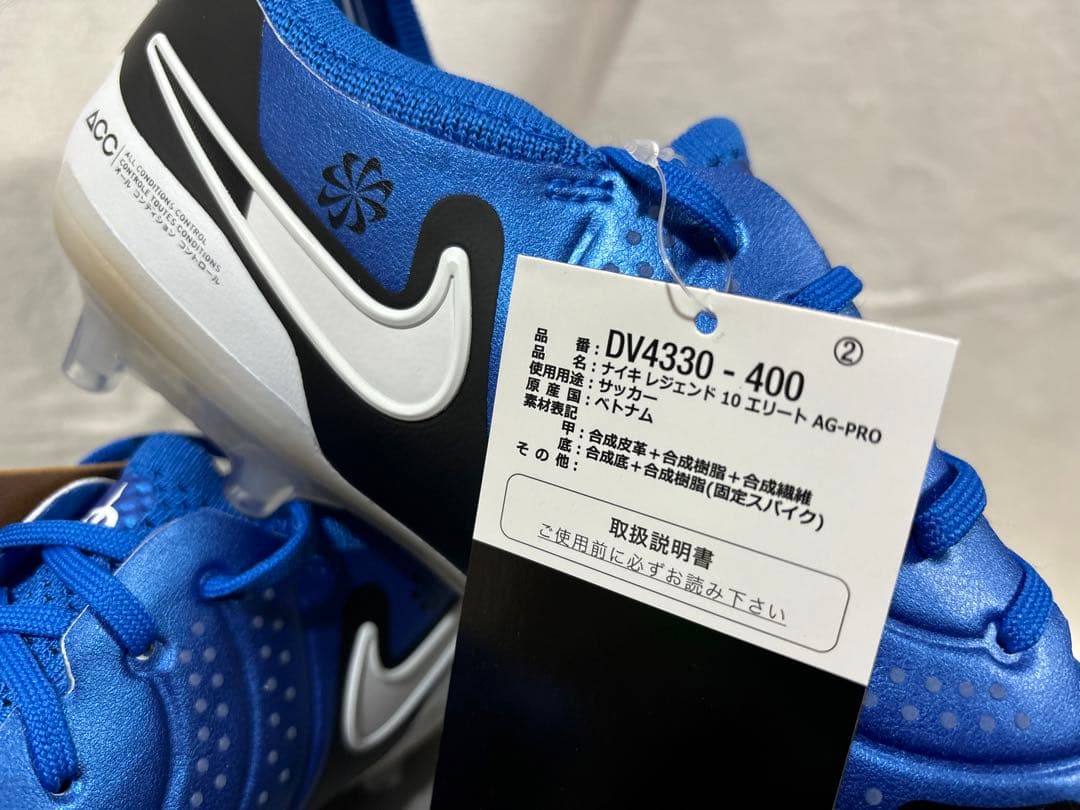 ACC
ALL CONDITIONS CONTROL
CONTROLE TOUTES CONDITIONS
オール コンディション コントロール
②
品番:DV4330-400
品名:ナイキ レジェンド 10 エリート AG-PRO
使用用途:サッカー
原産国:ベトナム
素材表記
甲:合成皮革+合成樹脂+合成繊維
底:合成底+合成樹脂(固定スパイク)
その他:
取扱説明書
ご使用前に必ずお読み下さい